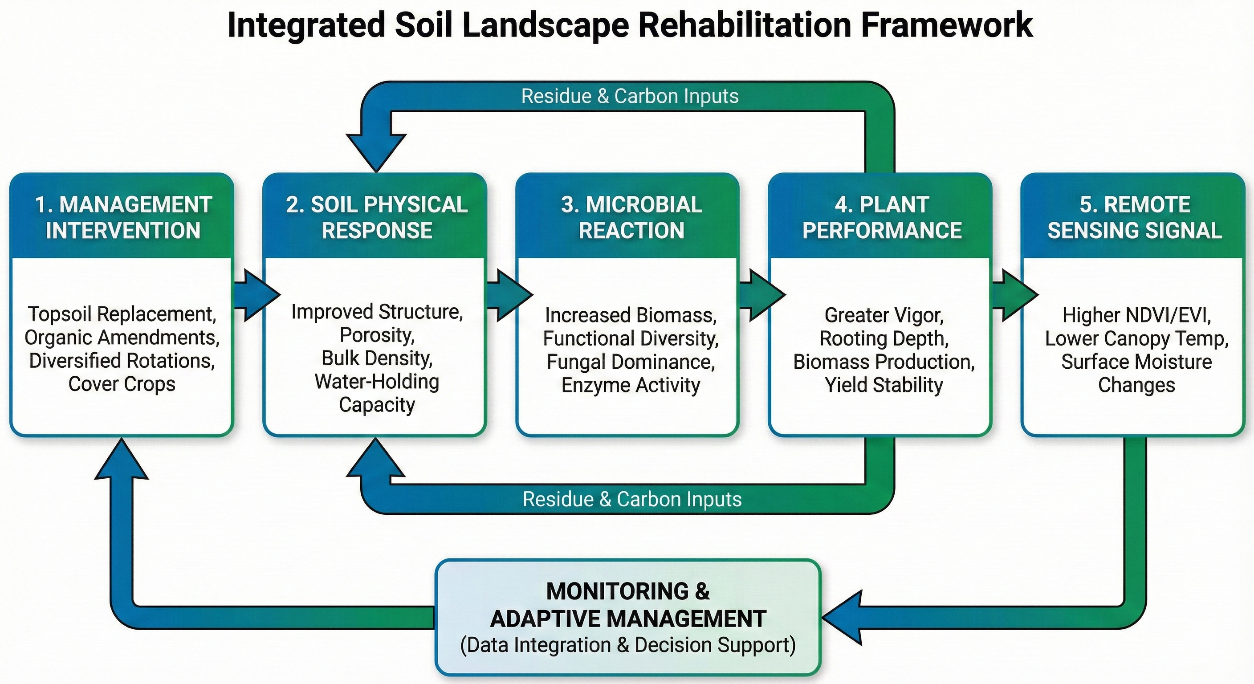 Integrated Soil Landscape Rehabilitation Framework
Residue & Carbon Inputs
1. MANAGEMENT
INTERVENTION
Topsoil Replacement,
Organic Amendments,
Diversified Rotations,
Cover Crops
2. SOIL PHYSICAL
RESPONSE
Improved Structure,
Porosity,
Bulk Density,
Water-Holding
Capacity
3. MICROBIAL
REACTION
Increased Biomass,
Functional Diversity,
Fungal Dominance,
Enzyme Activity
4. PLANT
PERFORMANCE
Greater Vigor,
Rooting Depth,
Biomass Production,
Yield Stability
5. REMOTE
SENSING SIGNAL
Higher NDVI/EVI,
Lower Canopy Temp,
Surface Moisture
Changes
Residue & Carbon Inputs
MONITORING &
ADAPTIVE MANAGEMENT
(Data Integration & Decision Support)